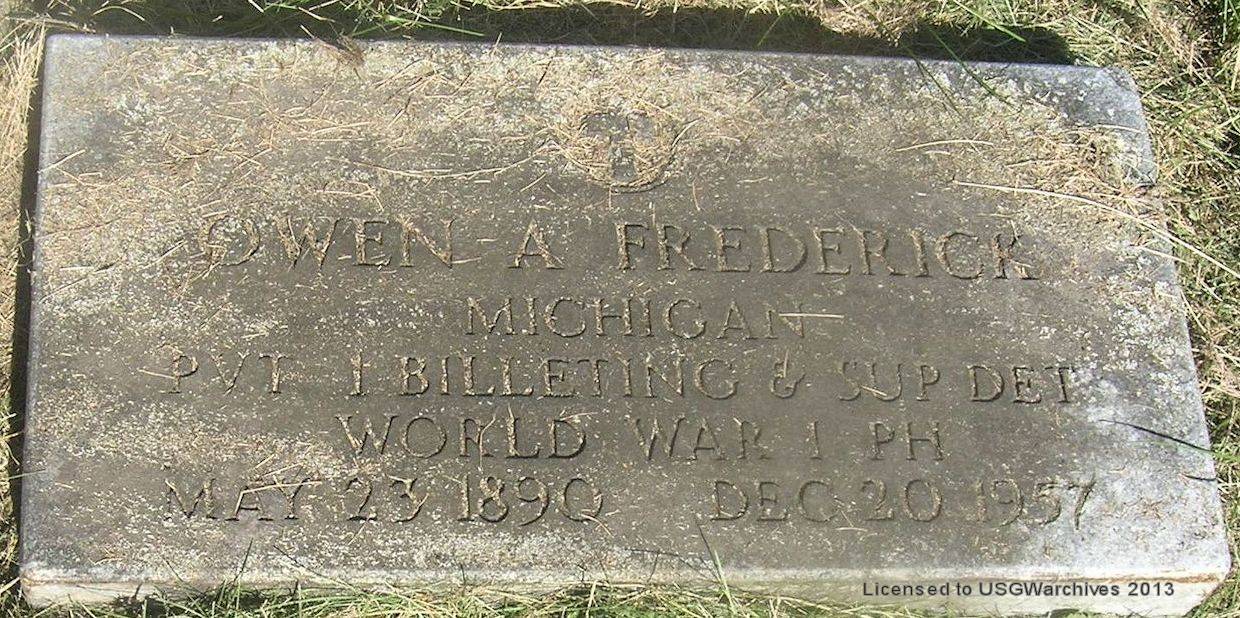 OWEN A FREDERICK
MICHIGAN
PVT 1 BILLETING & SUP DET
WORLD WAR I PH
MAY 23 1890 DEC 20 1957
Licensed to USGWarchives 2013